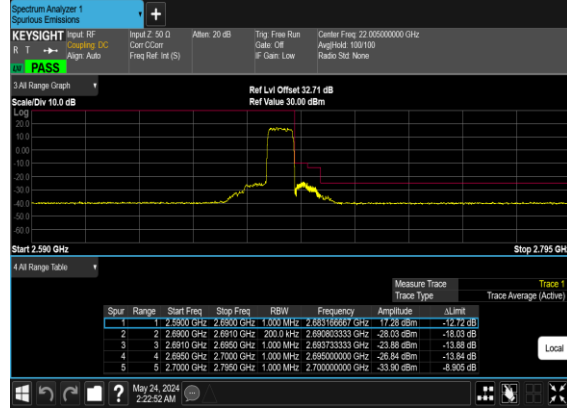 Spectrum Analyzer 1
Spurious Emissions
+
KEYSIGHT Input: RF Input Z: 50 Ω Atten: 20 dB Trig: Free Run Center Freq: 22.005000000 GHz
R T Coupling: DC Corr CCorr Gate: Off Avg|Hold: 100/100
Align: Auto Freq Ref: Int (S) IF Gain: Low Radio Std: None
PASS
3 All Range Graph
Ref Lvl Offset 32.71 dB
Scale/Div 10.0 dB Ref Value 30.00 dBm
Log
20.0
10.0
0.00
-10.0
-20.0
-30.0
-40.0
-50.0
-60.0
Start 2.590 GHz Stop 2.795 GH
4 All Range Table
Measure Trace Trace 1
Trace Type Trace Average (Active)
Spur Range Start Freq Stop Freq RBW Frequency Amplitude ΔLimit
1 1 2.5900 GHz 2.6900 GHz 1.000 MHz 2.683166667 GHz 17.28 dBm -12.72 dB
2 2 2.6900 GHz 2.6910 GHz 200.0 kHz 2.690803333 GHz -28.03 dBm -18.03 dB
3 3 2.6910 GHz 2.6950 GHz 1.000 MHz 2.693733333 GHz -23.88 dBm -13.88 dB
4 4 2.6950 GHz 2.7000 GHz 1.000 MHz 2.695000000 GHz -26.84 dBm -13.84 dB
5 5 2.7000 GHz 2.7950 GHz 1.000 MHz 2.700000000 GHz -33.90 dBm -8.905 dB
Local
?
May 24, 2024
2:22:52 AM